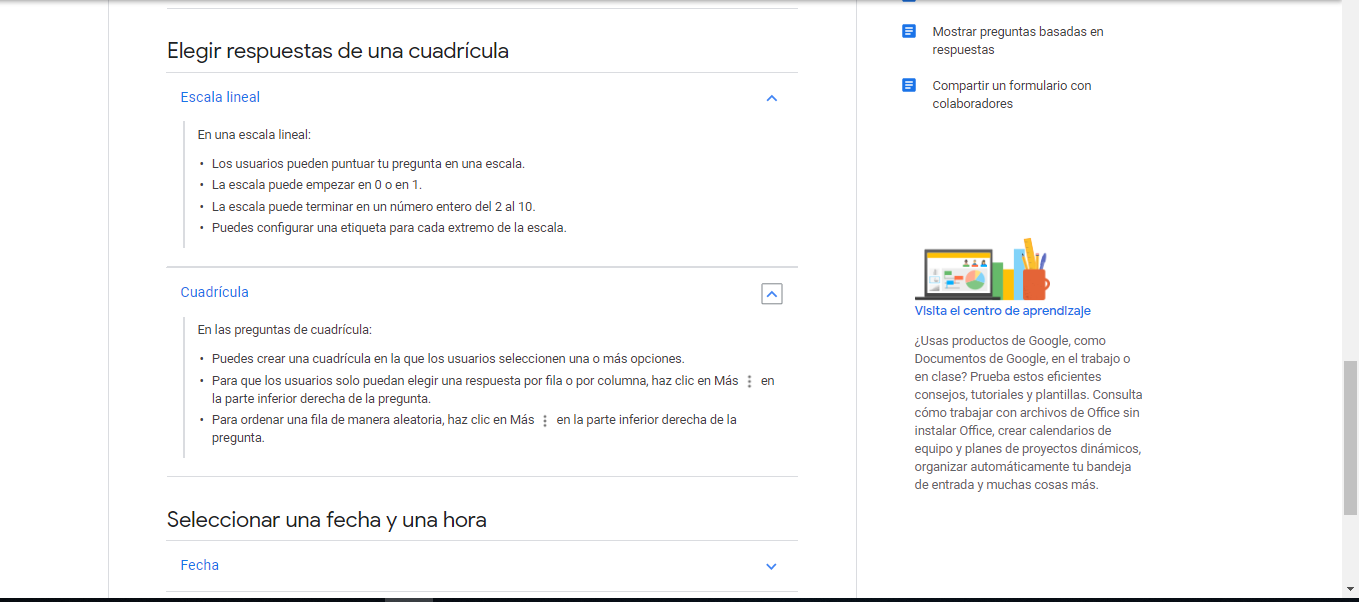 Elegir respuestas de una cuadrícula
Escala lineal
En una escala lineal:
• Los usuarios pueden puntuar tu pregunta en una escala.
• La escala puede empezar en 0 o en 1.
• La escala puede terminar en un número entero del 2 al 10.
• Puedes configurar una etiqueta para cada extremo de la escala.
Cuadrícula
En las preguntas de cuadrícula:
• Puedes crear una cuadrícula en la que los usuarios seleccionen una o más opciones.
• Para que los usuarios solo puedan elegir una respuesta por fila o por columna, haz clic en Más ⋮ en
la parte inferior derecha de la pregunta.
• Para ordenar una fila de manera aleatoria, haz clic en Más ⋮ en la parte inferior derecha de la
pregunta.
Seleccionar una fecha y una hora
Fecha
Mostrar preguntas basadas en
respuestas
Compartir un formulario con
colaboradores
Visita el centro de aprendizaje
¿Usas productos de Google, como
Documentos de Google, en el trabajo o
en clase? Prueba estos eficientes
consejos, tutoriales y plantillas. Consulta
cómo trabajar con archivos de Office sin
instalar Office, crear calendarios de
equipo y planes de proyectos dinámicos,
organizar automáticamente tu bandeja
de entrada y muchas cosas más.